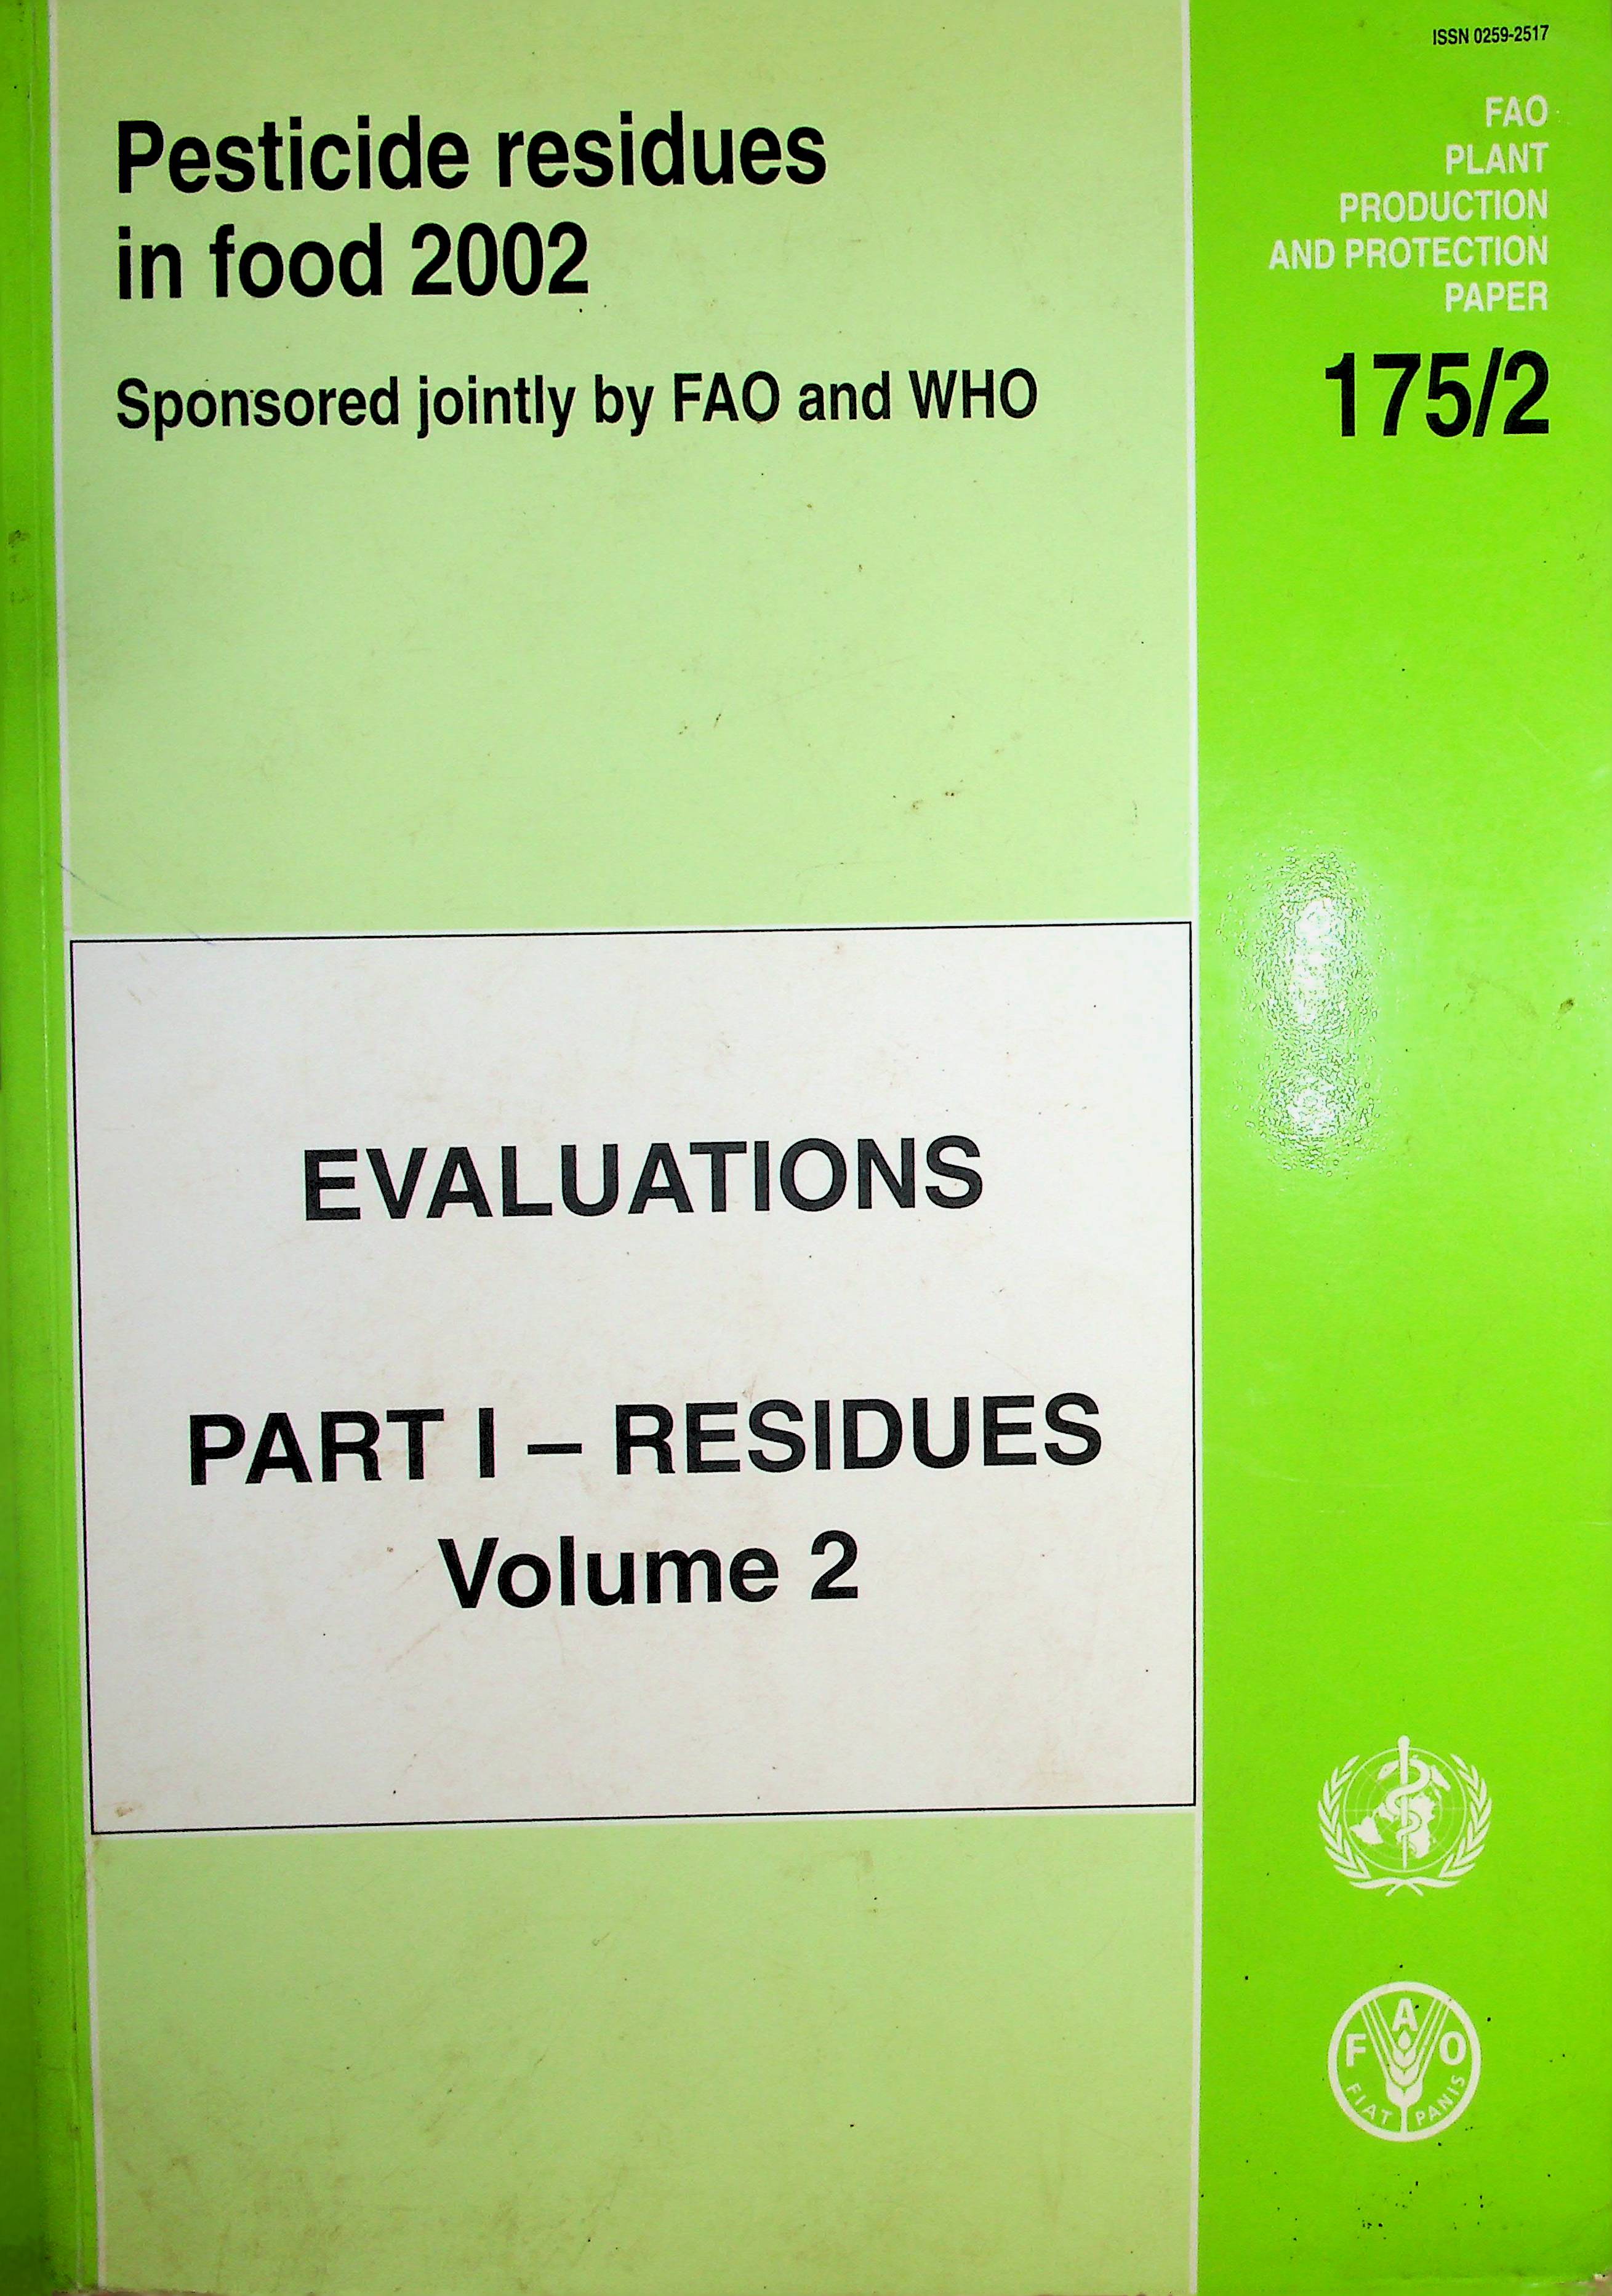 ISSN 0259-2517
FAO
PLANT
PRODUCTION
AND PROTECTION
PAPER
175/2
Pesticide residues
in food 2002
Sponsored jointly by FAO and WHO
EVALUATIONS
PART I – RESIDUES
Volume 2
F A O
FIAT PANIS